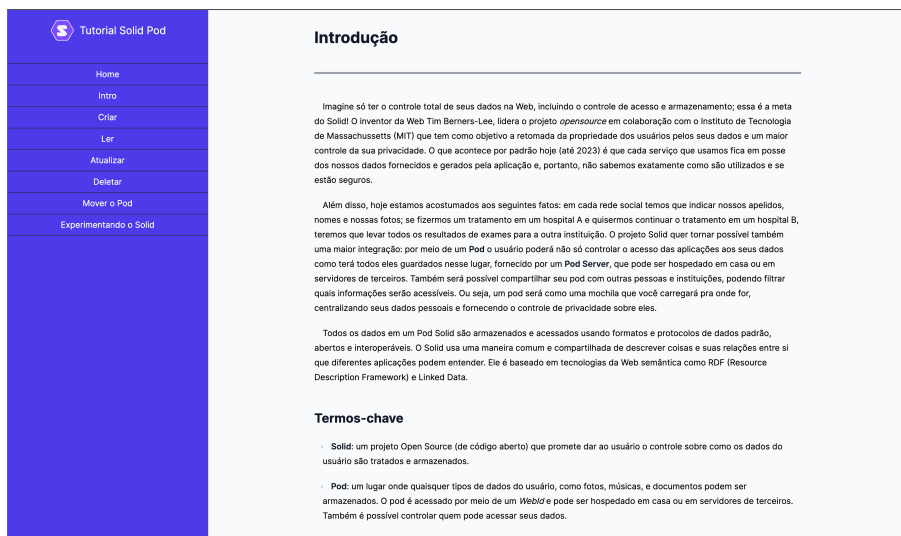 Tutorial Solid Pod
Home
Intro
Criar
Ler
Atualizar
Deletar
Mover o Pod
Experimentando o Solid
Introdução
Imagine só ter o controle total de seus dados na Web, incluindo o controle de acesso e armazenamento; essa é a meta
do Solid! O inventor da Web Tim Berners-Lee, lidera o projeto opensource em colaboração com o Instituto de Tecnologia
de Massachussetts (MIT) que tem como objetivo a retomada da propriedade dos usuários pelos seus dados e um maior
controle da sua privacidade. O que acontece por padrão hoje (até 2023) é que cada serviço que usamos fica em posse
dos nossos dados fornecidos e gerados pela aplicação e, portanto, não sabemos exatamente como são utilizados e se
estão seguros.
Além disso, hoje estamos acostumados aos seguintes fatos: em cada rede social temos que indicar nossos apelidos,
nomes e nossas fotos; se fizermos um tratamento em um hospital A e quisermos continuar o tratamento em um hospital B,
teremos que levar todos os resultados de exames para a outra instituição. O projeto Solid quer tornar possível também
uma maior integração: por meio de um Pod o usuário poderá não só controlar o acesso das aplicações aos seus dados
como terá todos eles guardados nesse lugar, fornecido por um Pod Server, que pode ser hospedado em casa ou em
servidores de terceiros. Também será possível compartilhar seu pod com outras pessoas e instituições, podendo filtrar
quais informações serão acessíveis. Ou seja, um pod será como uma mochila que você carregará pra onde for,
centralizando seus dados pessoais e fornecendo o controle de privacidade sobre eles.
Todos os dados em um Pod Solid são armazenados e acessados usando formatos e protocolos de dados padrão,
abertos e interoperáveis. O Solid usa uma maneira comum e compartilhada de descrever coisas e suas relações entre si
que diferentes aplicações podem entender. Ele é baseado em tecnologias da Web semântica como RDF (Resource
Description Framework) e Linked Data.
Termos-chave
Solid: um projeto Open Source (de código aberto) que promete dar ao usuário o controle sobre como os dados do
usuário são tratados e armazenados.
Pod: um lugar onde quaisquer tipos de dados do usuário, como fotos, músicas, e documentos podem ser
armazenados. O pod é acessado por meio de um WebId e pode ser hospedado em casa ou em servidores de terceiros.
Também é possível controlar quem pode acessar seus dados.